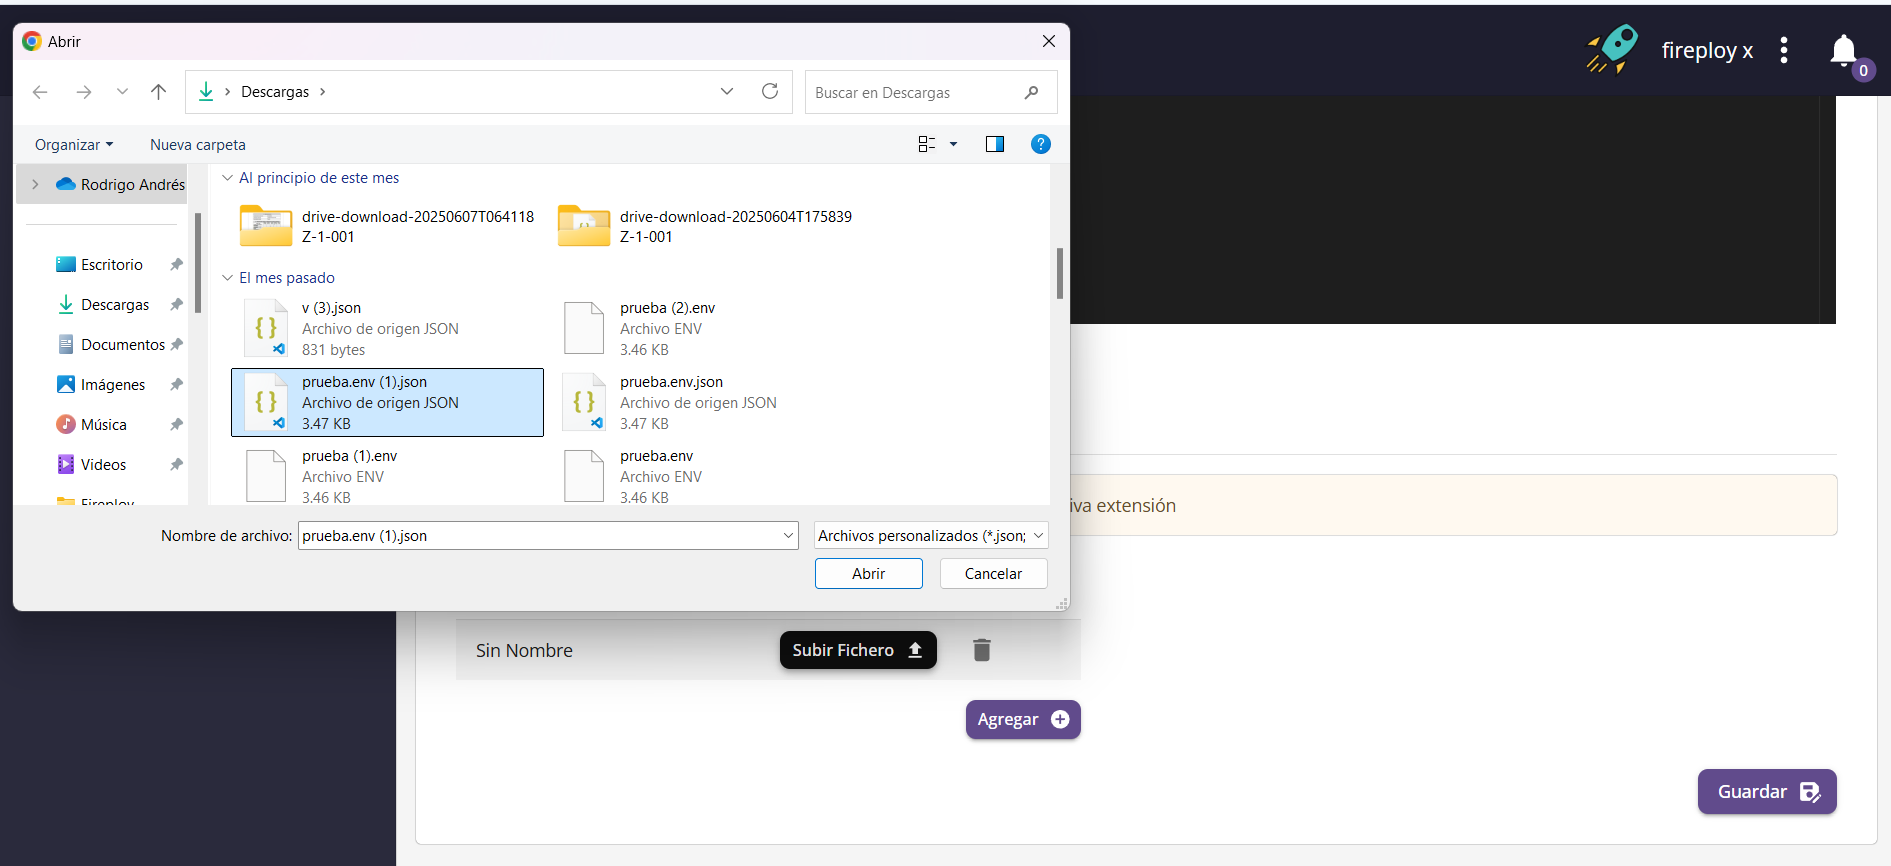 Abrir
Descargas
Buscar en Descargas
Organizar
Nueva carpeta
Rodrigo Andrés
Escritorio
Descargas
Documentos
Imágenes
Música
Videos
Fireploy
Al principio de este mes
drive-download-20250607T064118
Z-1-001
drive-download-20250604T175839
Z-1-001
El mes pasado
v (3).json
Archivo de origen JSON
831 bytes
prueba (2).env
Archivo ENV
3.46 KB
prueba.env (1).json
Archivo de origen JSON
3.47 KB
prueba.env.json
Archivo de origen JSON
3.46 KB
prueba (1).env
Archivo ENV
3.46 KB
prueba.env
Archivo ENV
3.46 KB
Nombre de archivo: prueba.env (1).json
Archivos personalizados (*.json;
Abrir
Cancelar
fireploy x
0
iva extensión
Sin Nombre
Subir Fichero
Agregar
Guardar